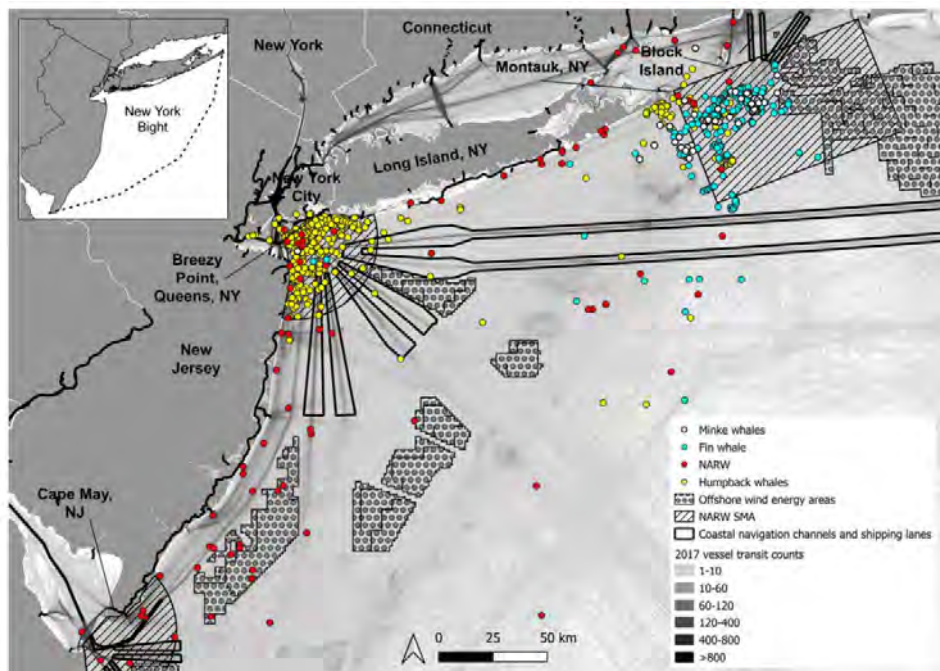 Connecticut
New York
Block
Island
Montauk, NY
New York
Bight
Long Island, NY
New York
City
Breezy
Point,
Queens, NY
New
Jersey
Cape May,
NJ
Minke whales
Fin whale
NARW
Humpback whales
Offshore wind energy areas
NARW SMA
Coastal navigation channels and shipping lanes
2017 vessel transit counts
1-10
10-60
60-120
120-400
400-800
>800
0 25 50 km